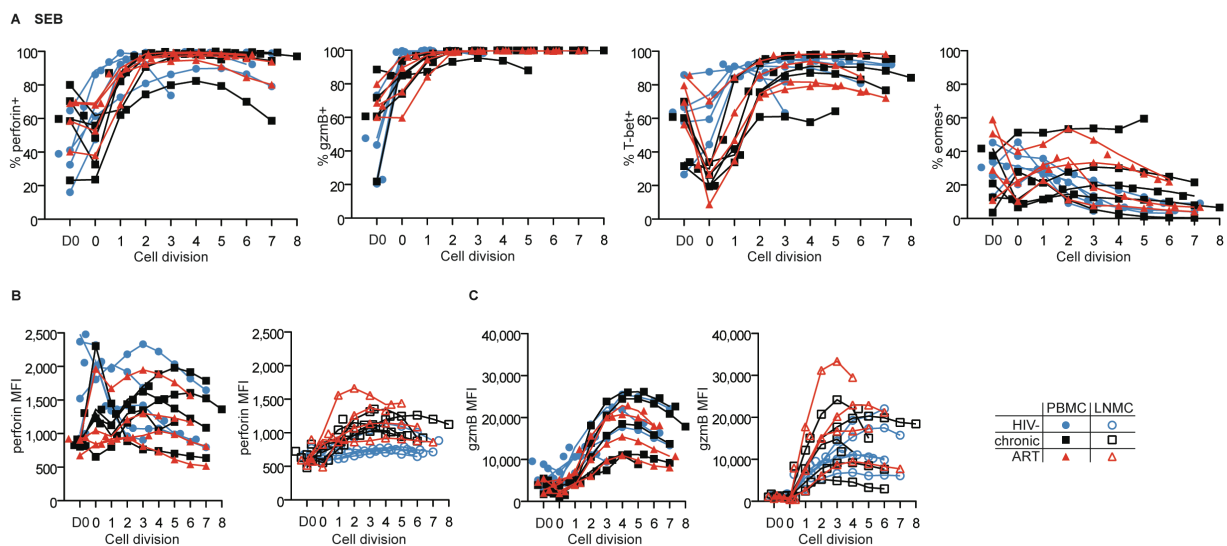 A SEB
% perforin+
100
80
60
40
20
0
D0 0 1 2 3 4 5 6 7 8
Cell division
% gzmB+
100
80
60
40
20
0
D0 0 1 2 3 4 5 6 7 8
Cell division
% T-bet+
100
80
60
40
20
0
D0 0 1 2 3 4 5 6 7 8
Cell division
% eomes+
100
80
60
40
20
0
D0 0 1 2 3 4 5 6 7 8
Cell division
B
perforin MFI
2,500
2,000
1,500
1,000
500
0
D0 0 1 2 3 4 5 6 7 8
Cell division
perforin MFI
2,500
2,000
1,500
1,000
500
0
D0 0 1 2 3 4 5 6 7 8
Cell division
C
gzmB MFI
40,000
30,000
20,000
10,000
0
D0 0 1 2 3 4 5 6 7 8
Cell division
gzmB MFI
40,000
30,000
20,000
10,000
0
D0 0 1 2 3 4 5 6 7 8
Cell division
PBMC LNMC
HIV-
chronic
ART